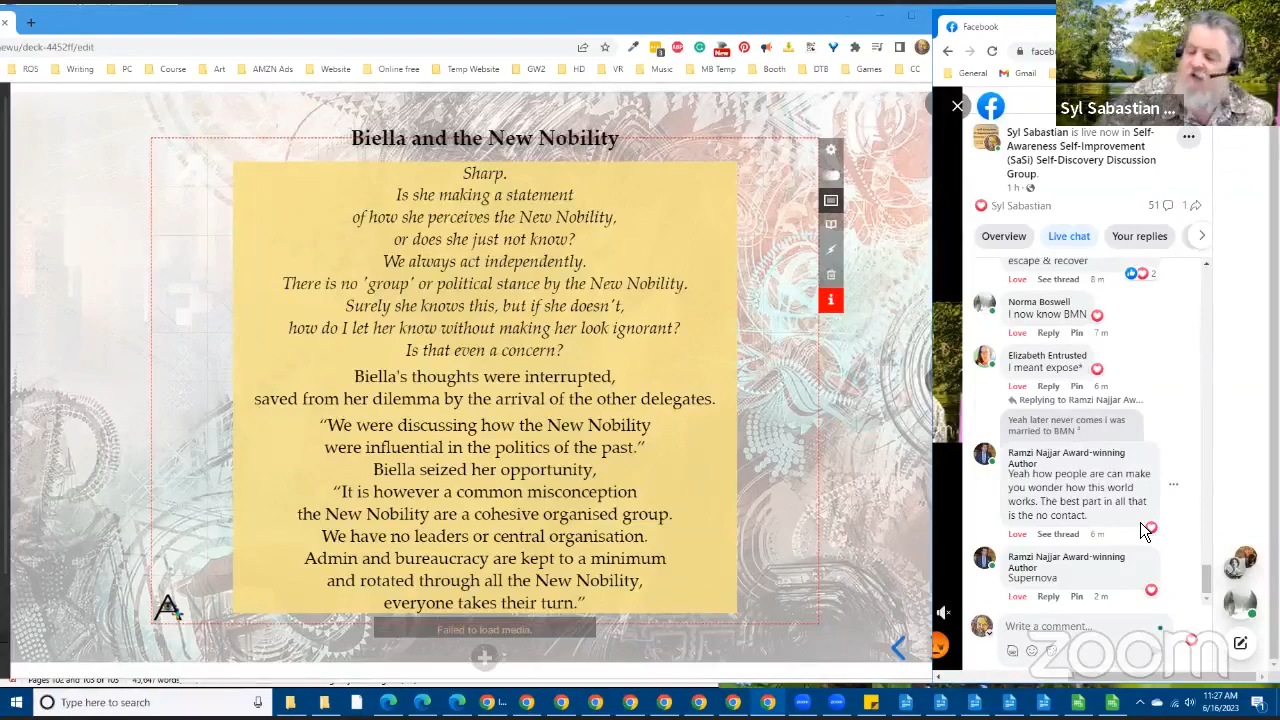 newu/deck-4452ff/edit
New
ROS
Writing
PC
Course
Art
AMZN Ads
Website
Online free
Temp Website
GW2
HD
VR
Music
MB Temp
Booth
DTB
Games
CC
Biella and the New Nobility
Sharp.
Is she making a statement
of how she perceives the New Nobility,
or does she just not know?
We always act independently.
There is no 'group' or political stance by the New Nobility.
Surely she knows this, but if she doesn't,
how do I let her know without making her look ignorant?
Is that even a concern?
Biella's thoughts were interrupted,
saved from her dilemma by the arrival of the other delegates.
“We were discussing how the New Nobility
were influential in the politics of the past.”
Biella seized her opportunity,
“It is however a common misconception
the New Nobility are a cohesive organised group.
We have no leaders or central organisation.
Admin and bureaucracy are kept to a minimum
and rotated through all the New Nobility,
everyone takes their turn.”
Failed to load media.
Facebook
faceb
General
Gmail
Syl Sabastian ...
Syl Sabastian is live now in Self-
Awareness Self-Improvement
(SaSi) Self-Discovery Discussion
Group.
1 h
Syl Sabastian
51
1
Overview
Live chat
Your replies
escape & recover
2
Love See thread 8 m
Norma Boswell
I now know BMN
Love Reply Pin 7 m
Elizabeth Entrusted
I meant expose*
Love Reply Pin 6 m
Replying to Ramzi Najjar Aw...
Yeah later never comes i was
married to BMN
Ramzi Najjar Award-winning
Author
Yeah how people are can make
you wonder how this world
works. The best part in all that
is the no contact.
Love See thread 6 m
Ramzi Najjar Award-winning
Author
Supernova
Love Reply Pin 2 m
Write a comment...
zoom
Type here to search
11:27 AM
6/16/2023